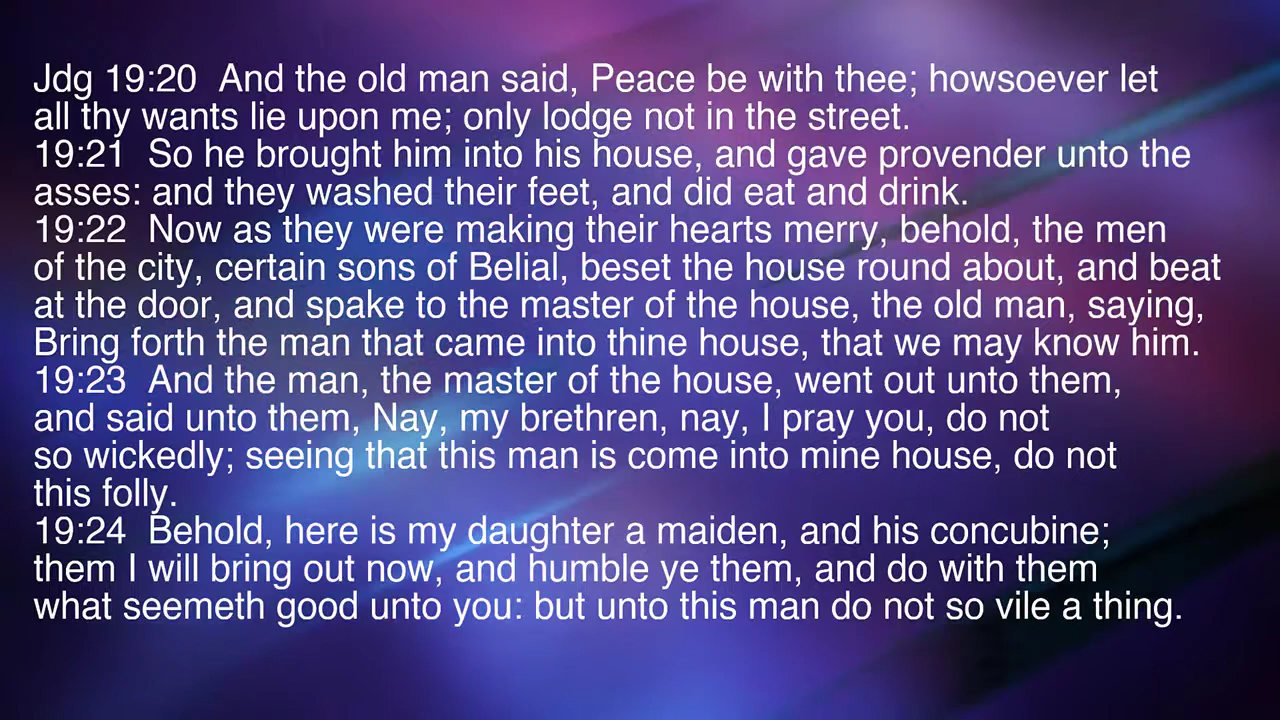 Jdg 19:20  And the old man said, Peace be with thee; howsoever let
all thy wants lie upon me; only lodge not in the street.
19:21  So he brought him into his house, and gave provender unto the
asses: and they washed their feet, and did eat and drink.
19:22  Now as they were making their hearts merry, behold, the men
of the city, certain sons of Belial, beset the house round about, and beat
at the door, and spake to the master of the house, the old man, saying,
Bring forth the man that came into thine house, that we may know him.
19:23  And the man, the master of the house, went out unto them,
and said unto them, Nay, my brethren, nay, I pray you, do not
so wickedly; seeing that this man is come into mine house, do not
this folly.
19:24  Behold, here is my daughter a maiden, and his concubine;
them I will bring out now, and humble ye them, and do with them
what seemeth good unto you: but unto this man do not so vile a thing.